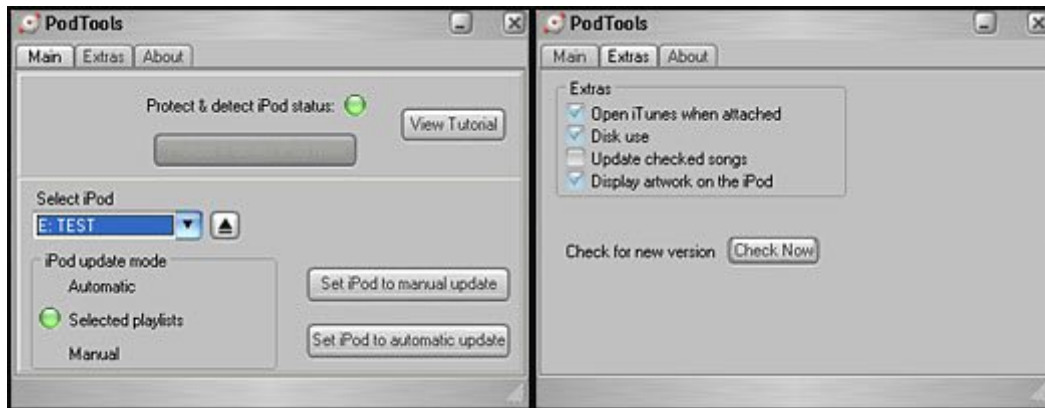 PodTools
Main Extras About
Protect & detect iPod status:
View Tutorial
Select iPod
E: TEST
iPod update mode
Automatic
Selected playlists
Manual
Set iPod to manual update
Set iPod to automatic update
PodTools
Main Extras About
Extras
Open iTunes when attached
Disk use
Update checked songs
Display artwork on the iPod
Check for new version Check Now